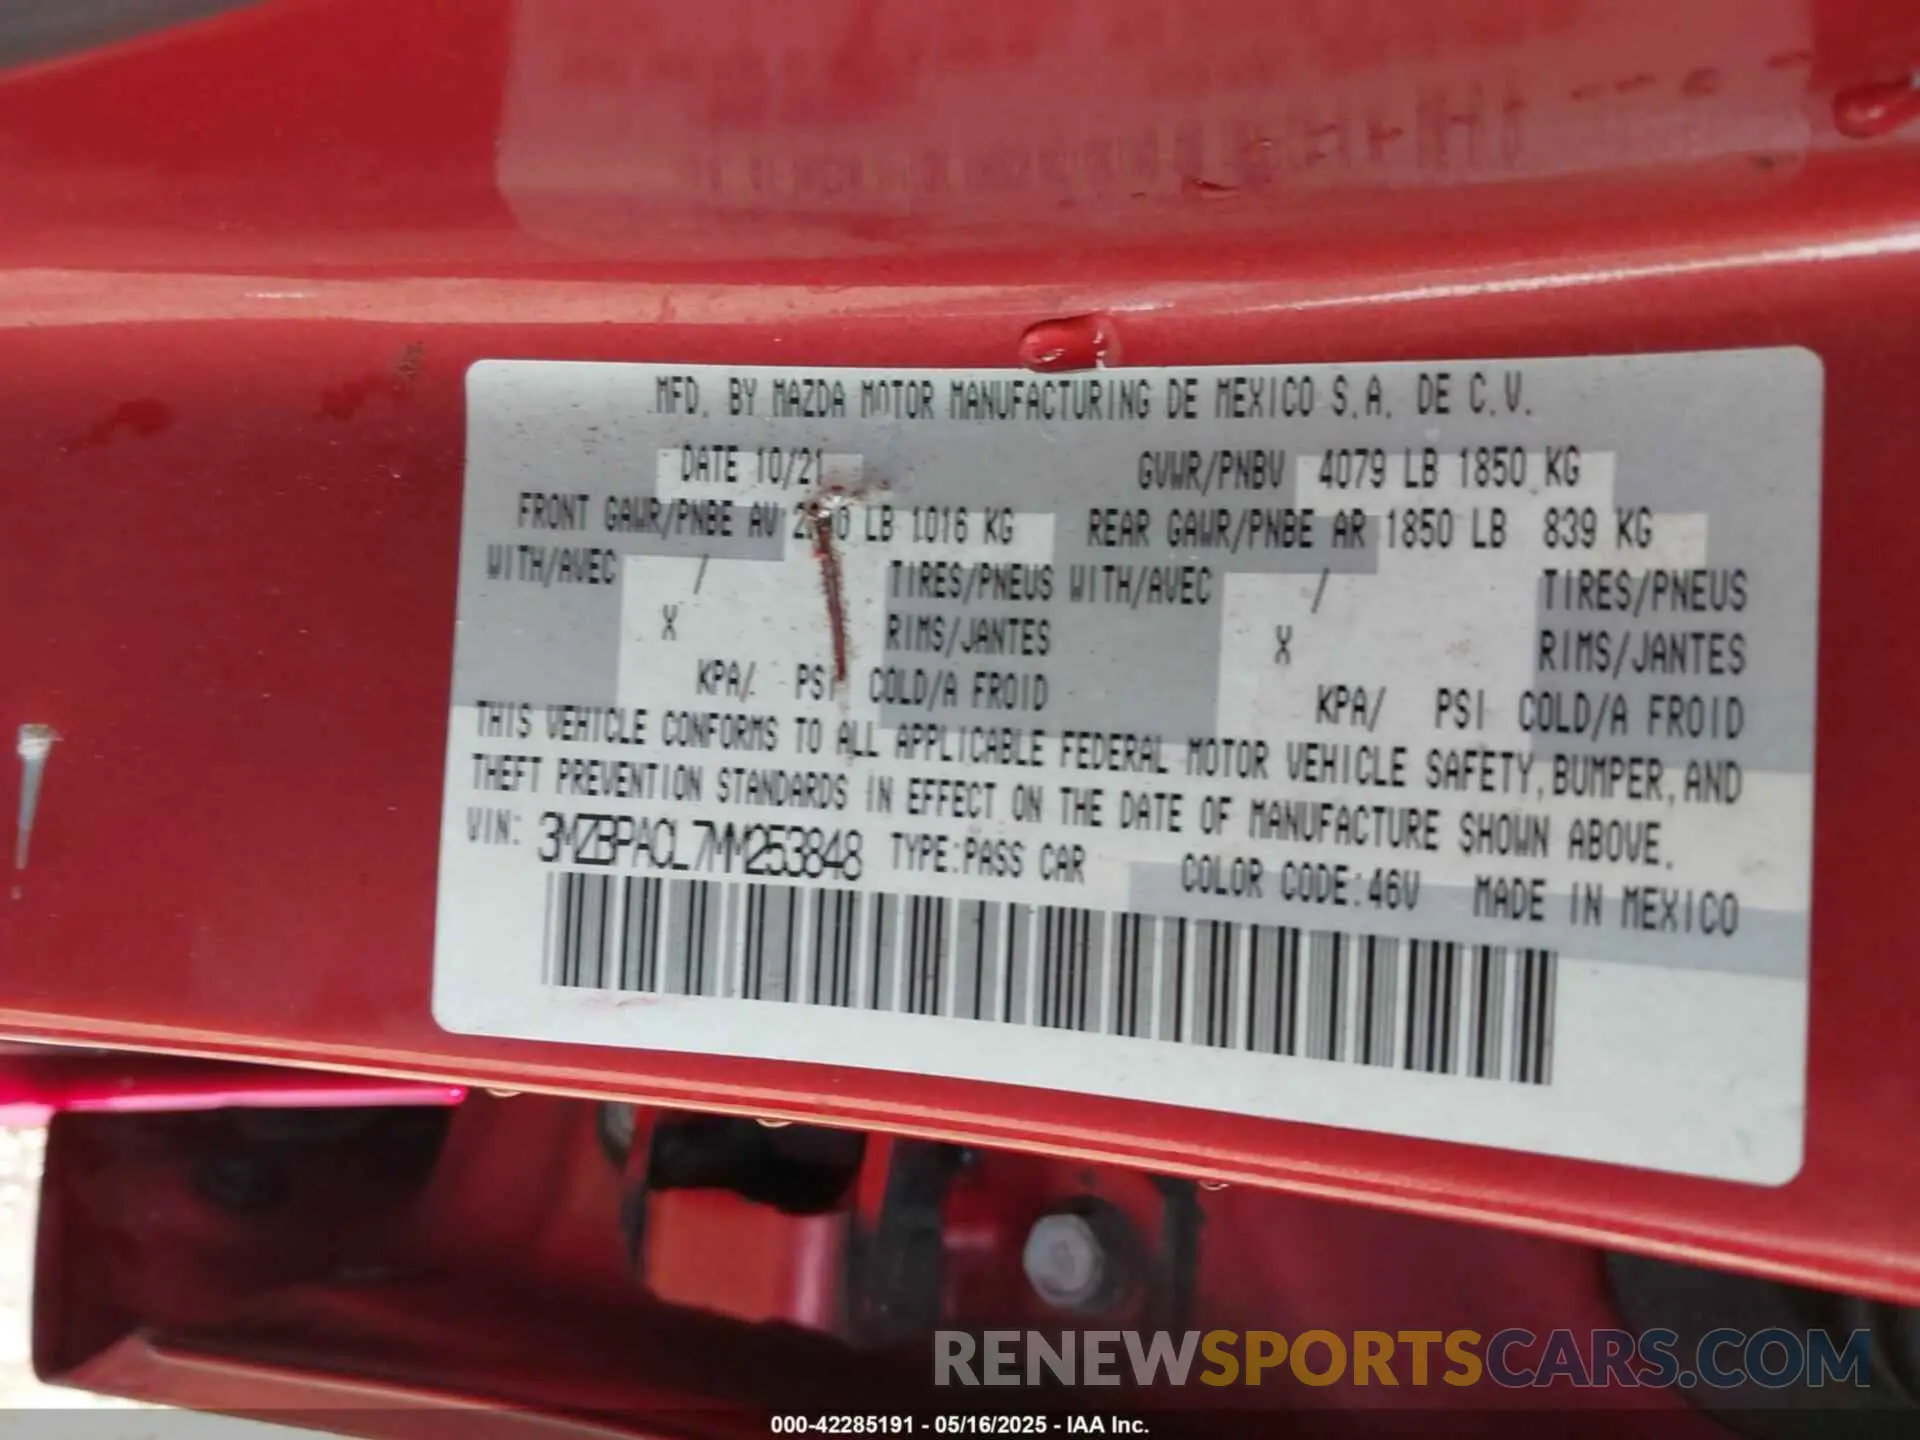 MFD. BY MAZDA MOTOR MANUFACTURING DE MEXICO S.A. DE C.V.
DATE 10/21 GVWR/PNBV 4079 LB 1850 KG
FRONT GAWR/PNBE AV LB 1016 KG REAR GAWR/PNBE AR 1850 LB 839 KG
WITH/AVEC / TIRES/PNEUS WITH/AVEC / TIRES/PNEUS
X RIMS/JANTES X RIMS/JANTES
KPA/ PSI COLD/A FROID KPA/ PSI COLD/A FROID
THIS VEHICLE CONFORMS TO ALL APPLICABLE FEDERAL MOTOR VEHICLE SAFETY, BUMPER, AND
THEFT PREVENTION STANDARDS IN EFFECT ON THE DATE OF MANUFACTURE SHOWN ABOVE.
VIN: 3MZBPACL7MM253848 TYPE:PASS CAR COLOR CODE:46V MADE IN MEXICO
RENEWSPORTSCARS.COM
000-42285191 - 05/16/2025 - IAA Inc.